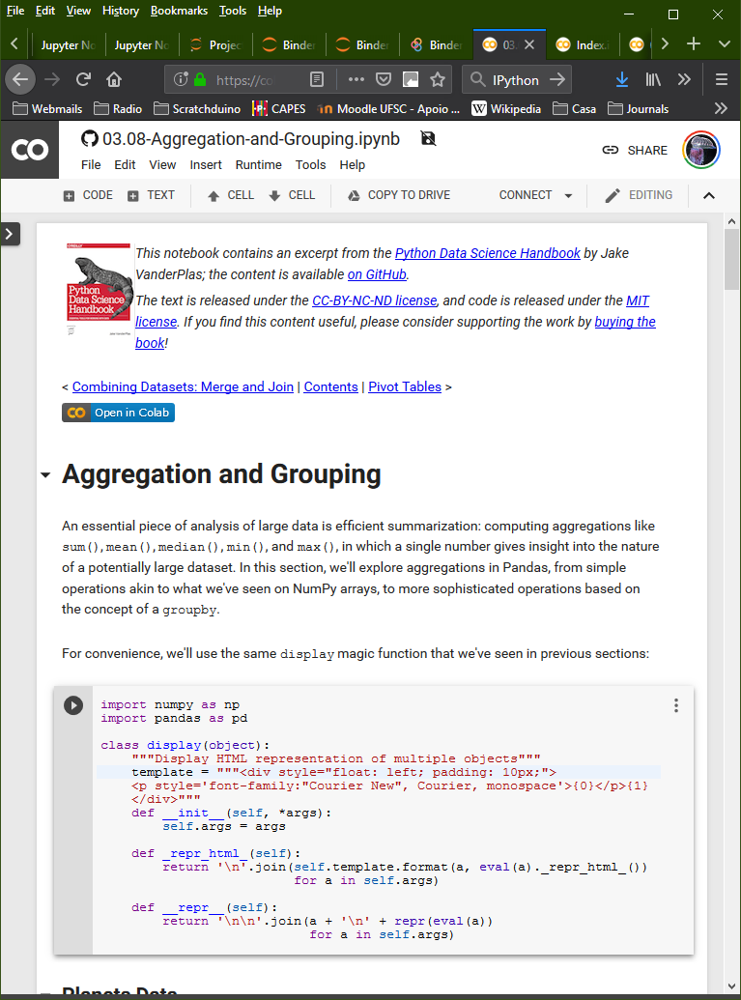 File Edit View History Bookmarks Tools Help
Jupyter No Jupyter No Projec Binder Binder Binder 03. Index.
https://co IPython
Webmails Radio Scratchduino CAPES Moodle UFSC - Apoio ... Wikipedia Casa Journals
CO 03.08-Aggregation-and-Grouping.ipynb
SHARE
File Edit View Insert Runtime Tools Help
CODE TEXT CELL CELL COPY TO DRIVE CONNECT EDITING
O'REILLY
Python
Data Science
Handbook
Jake VanderPlas
This notebook contains an excerpt from the Python Data Science Handbook by Jake
VanderPlas; the content is available on GitHub.
The text is released under the CC-BY-NC-ND license, and code is released under the MIT
license. If you find this content useful, please consider supporting the work by buying the
book!
< Combining Datasets: Merge and Join | Contents | Pivot Tables >
CO Open in Colab
Aggregation and Grouping
An essential piece of analysis of large data is efficient summarization: computing aggregations like
sum(), mean(), median(), min(), and max(), in which a single number gives insight into the nature
of a potentially large dataset. In this section, we'll explore aggregations in Pandas, from simple
operations akin to what we've seen on NumPy arrays, to more sophisticated operations based on
the concept of a groupby.
For convenience, we'll use the same display magic function that we've seen in previous sections:
import numpy as np
import pandas as pd
class display(object):
"""Display HTML representation of multiple objects"""
template = """<div style="float: left; padding: 10px;">
<p style='font-family:"Courier New", Courier, monospace'>{0}</p>{1}
</div>"""
def __init__(self, *args):
self.args = args
def _repr_html_(self):
return '\n'.join(self.template.format(a, eval(a)._repr_html_())
for a in self.args)
def __repr__(self):
return '\n\n'.join(a + '\n' + repr(eval(a))
for a in self.args)
Planets Data